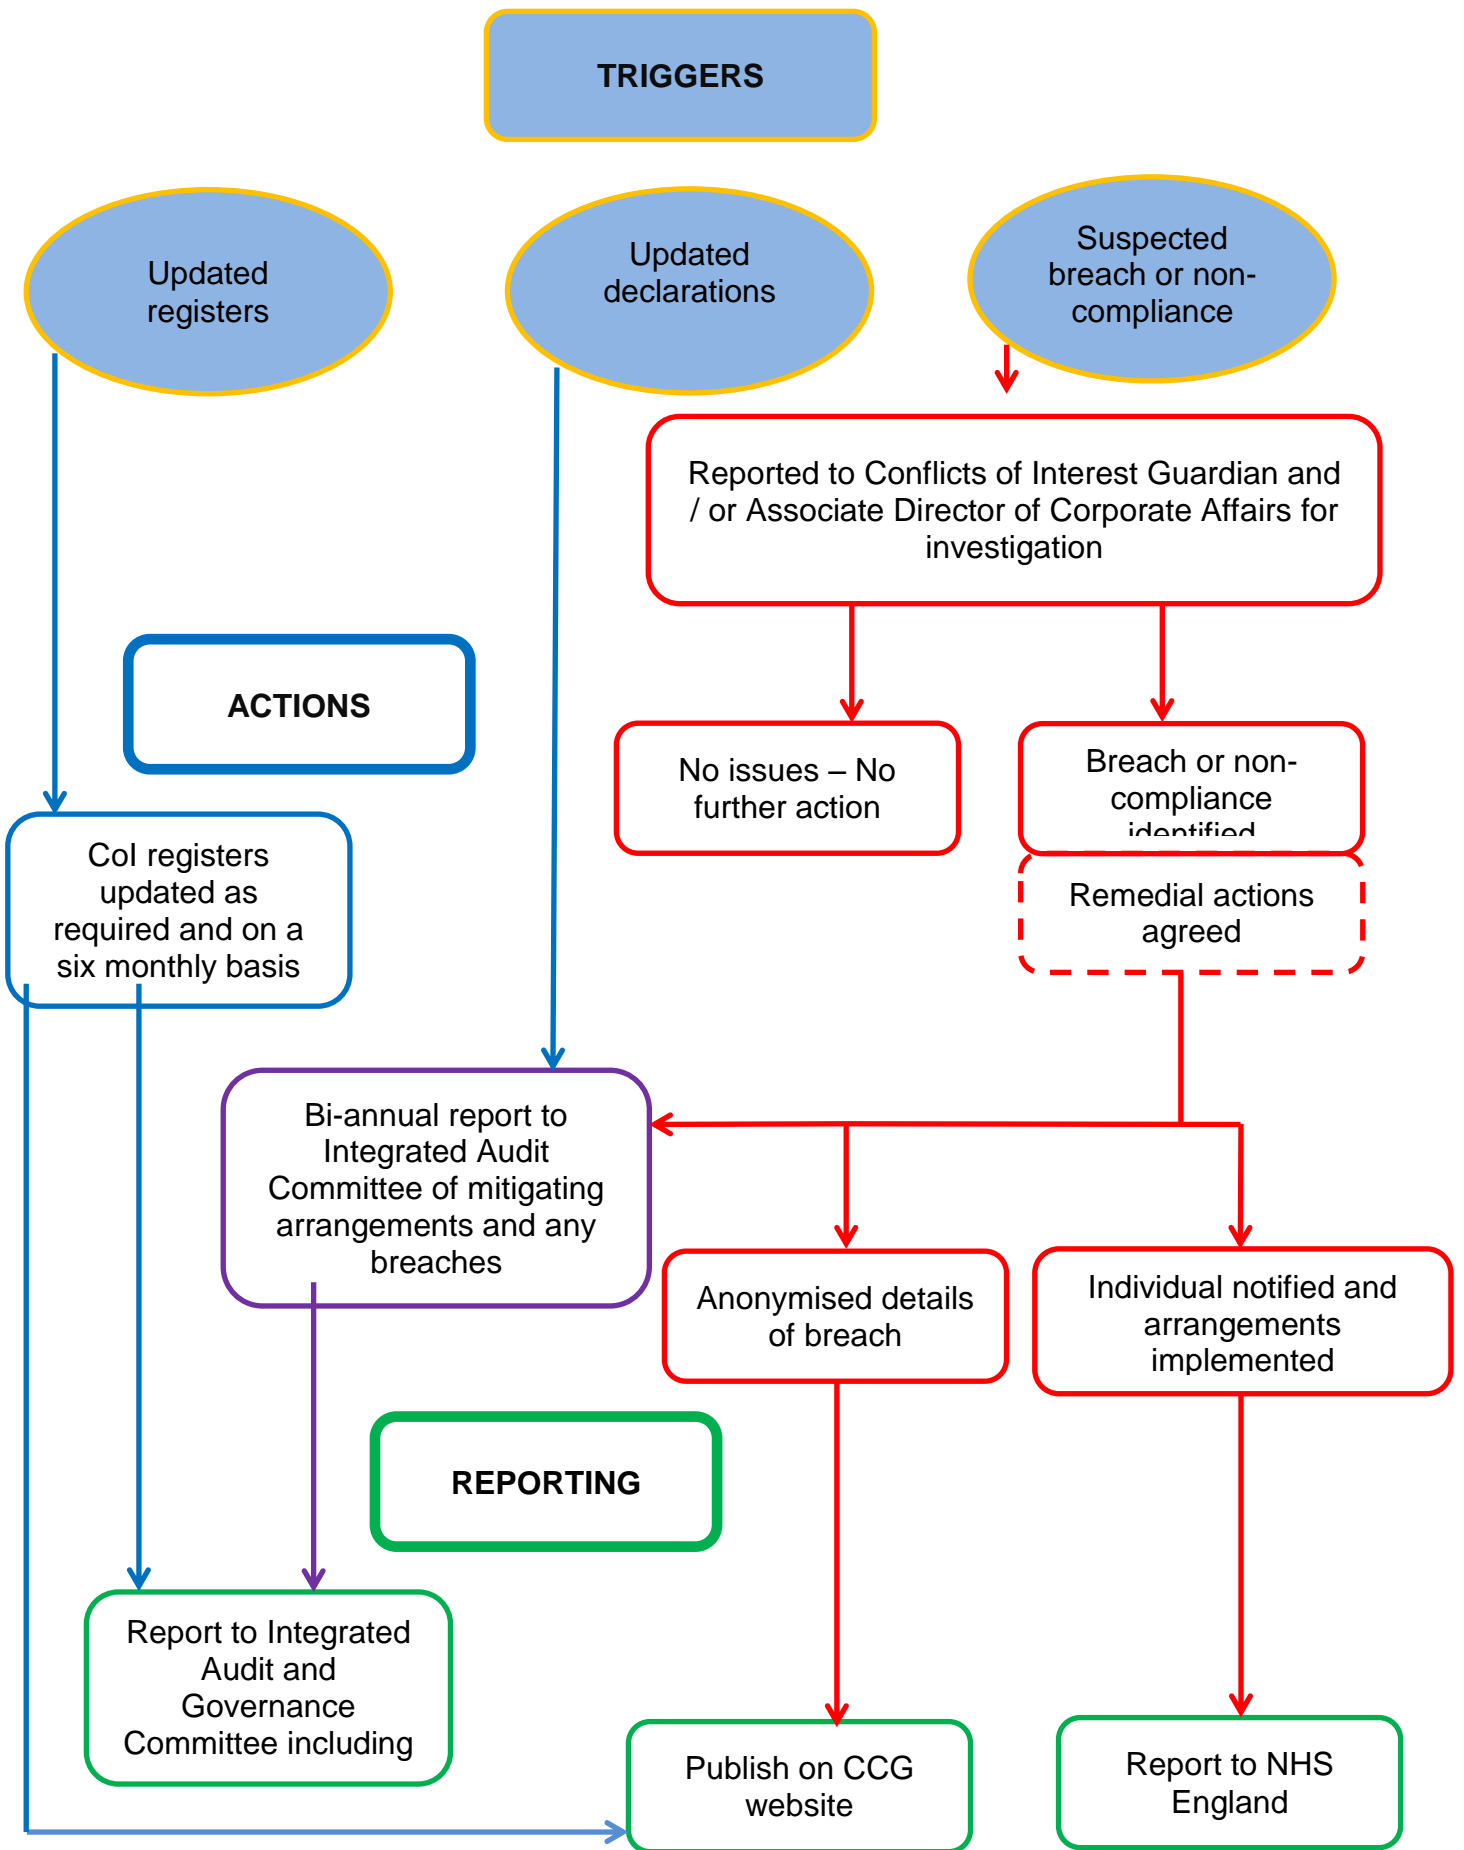 TRIGGERS
Updated
registers
Updated
declarations
Suspected
breach or non-
compliance
Reported to Conflicts of Interest Guardian and
/ or Associate Director of Corporate Affairs for
investigation
ACTIONS
No issues – No
further action
Breach or non-
compliance
identified
Remedial actions
agreed
CoI registers
updated as
required and on a
six monthly basis
Bi-annual report to
Integrated Audit
Committee of mitigating
arrangements and any
breaches
Anonymised details
of breach
Individual notified and
arrangements
implemented
REPORTING
Report to Integrated
Audit and
Governance
Committee including
Publish on CCG
website
Report to NHS
England